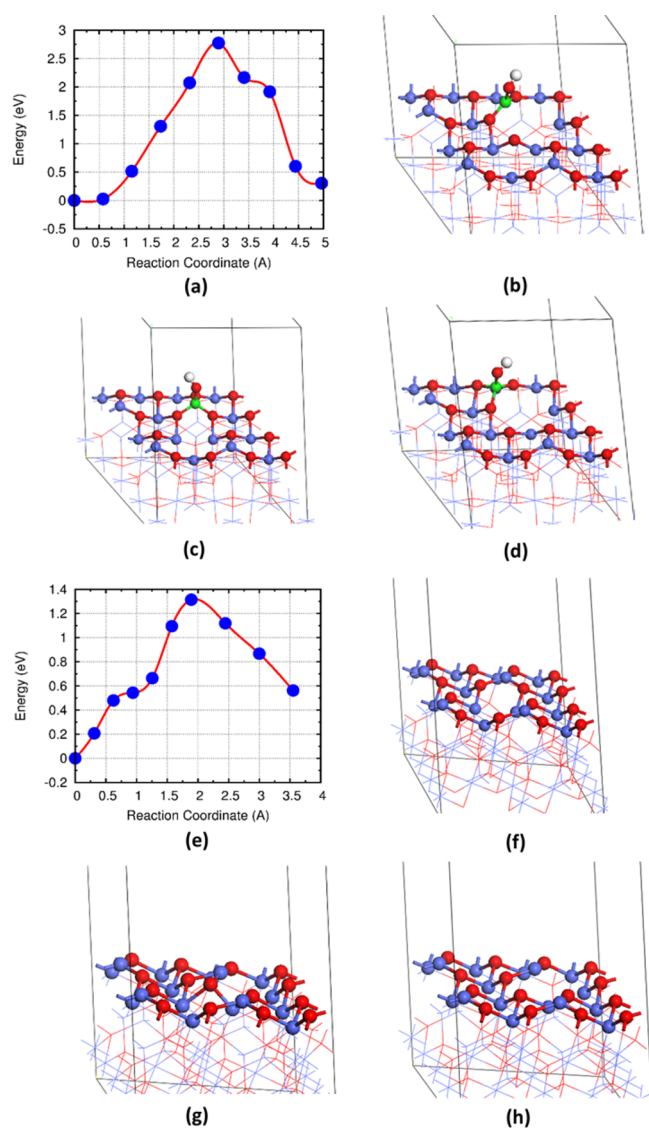 3
2.5
2
1.5
1
0.5
0
-0.5
Energy (eV)
0 0.5 1 1.5 2 2.5 3 3.5 4 4.5 5
Reaction Coordinate (A)
(a)
(b)
(c)
(d)
1.4
1.2
1
0.8
0.6
0.4
0.2
0
-0.2
Energy (eV)
0 0.5 1 1.5 2 2.5 3 3.5 4
Reaction Coordinate (A)
(e)
(f)
(g)
(h)